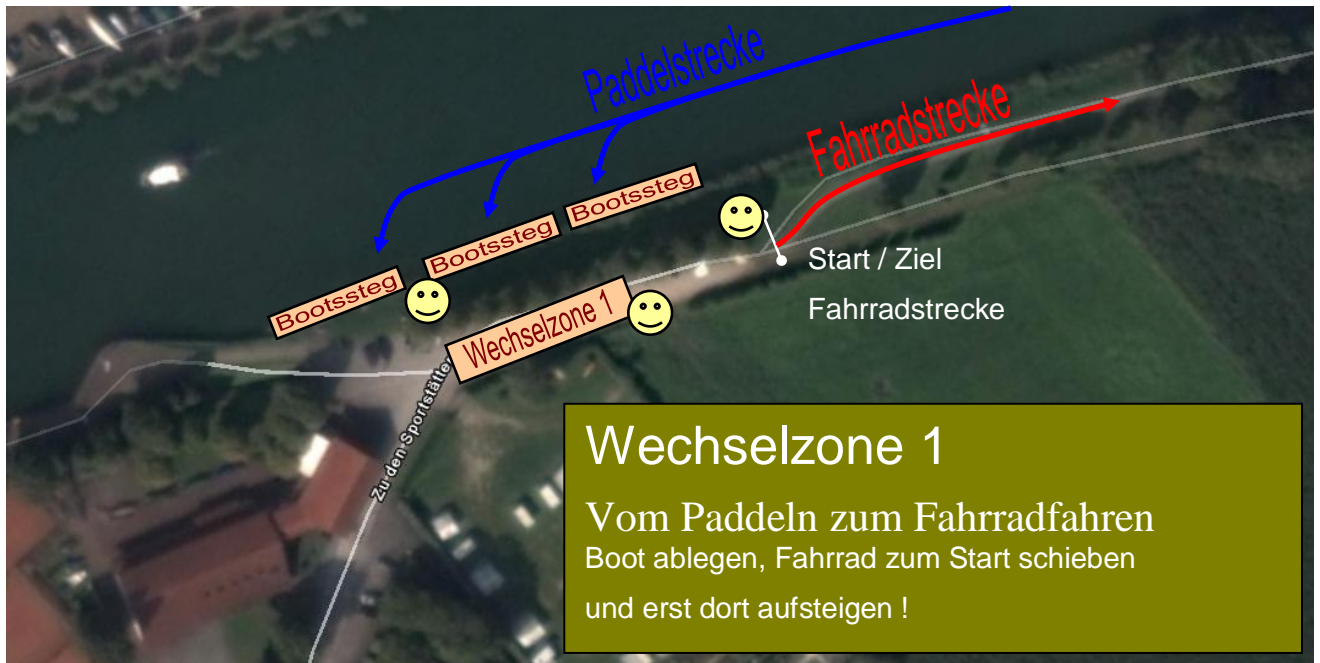 Paddelstrecke
Fahrradstrecke
Bootssteg
Bootssteg
Bootssteg
Start / Ziel
Fahrradstrecke
Wechselzone 1
Zu den Sportstätten
Wechselzone 1
Vom Paddeln zum Fahrradfahren
Boot ablegen, Fahrrad zum Start schieben
und erst dort aufsteigen !